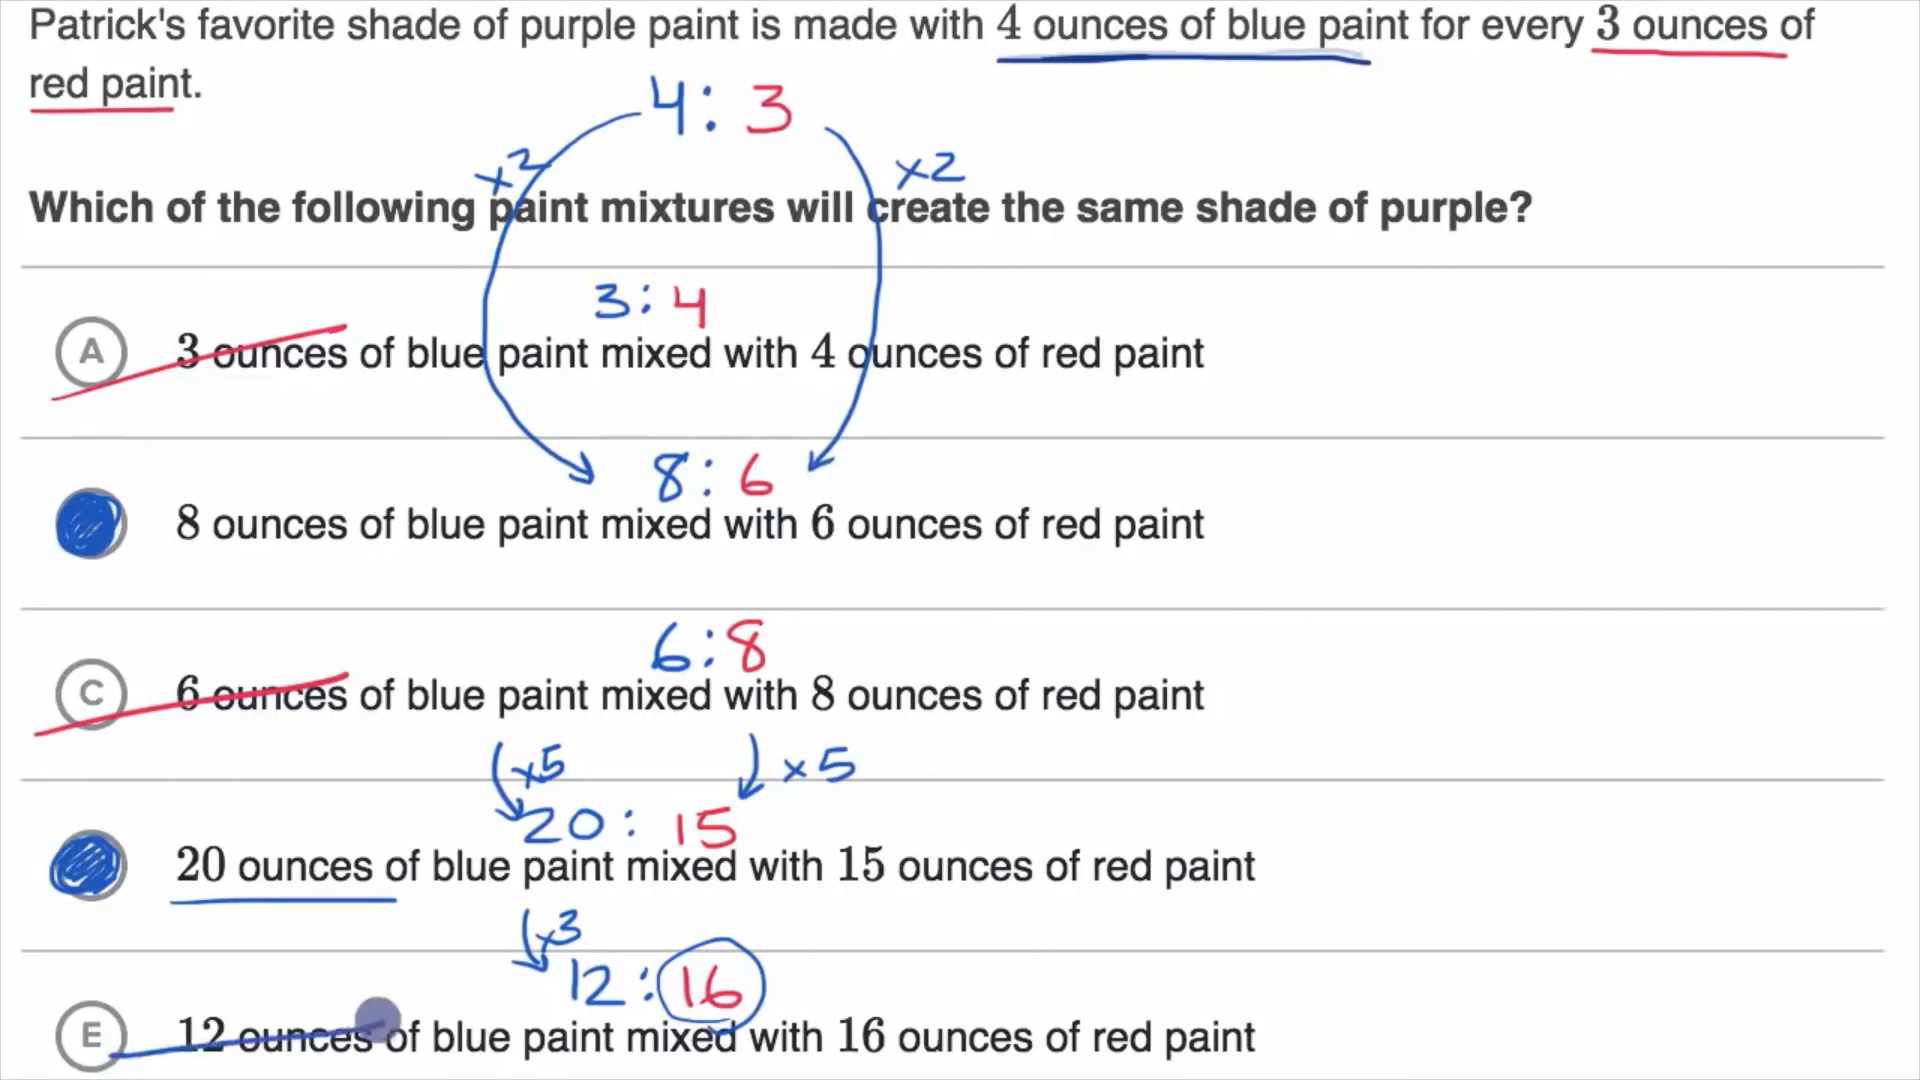 Patrick's favorite shade of purple paint is made with 4 ounces of blue paint for every 3 ounces of
red paint.
4:3
×2
×2
Which of the following paint mixtures will create the same shade of purple?
3:4
A 3 ounces of blue paint mixed with 4 ounces of red paint
8:6
8 ounces of blue paint mixed with 6 ounces of red paint
6:8
C 6 ounces of blue paint mixed with 8 ounces of red paint
×5
×5
20:15
20 ounces of blue paint mixed with 15 ounces of red paint
×3
12:16
E 12 ounces of blue paint mixed with 16 ounces of red paint